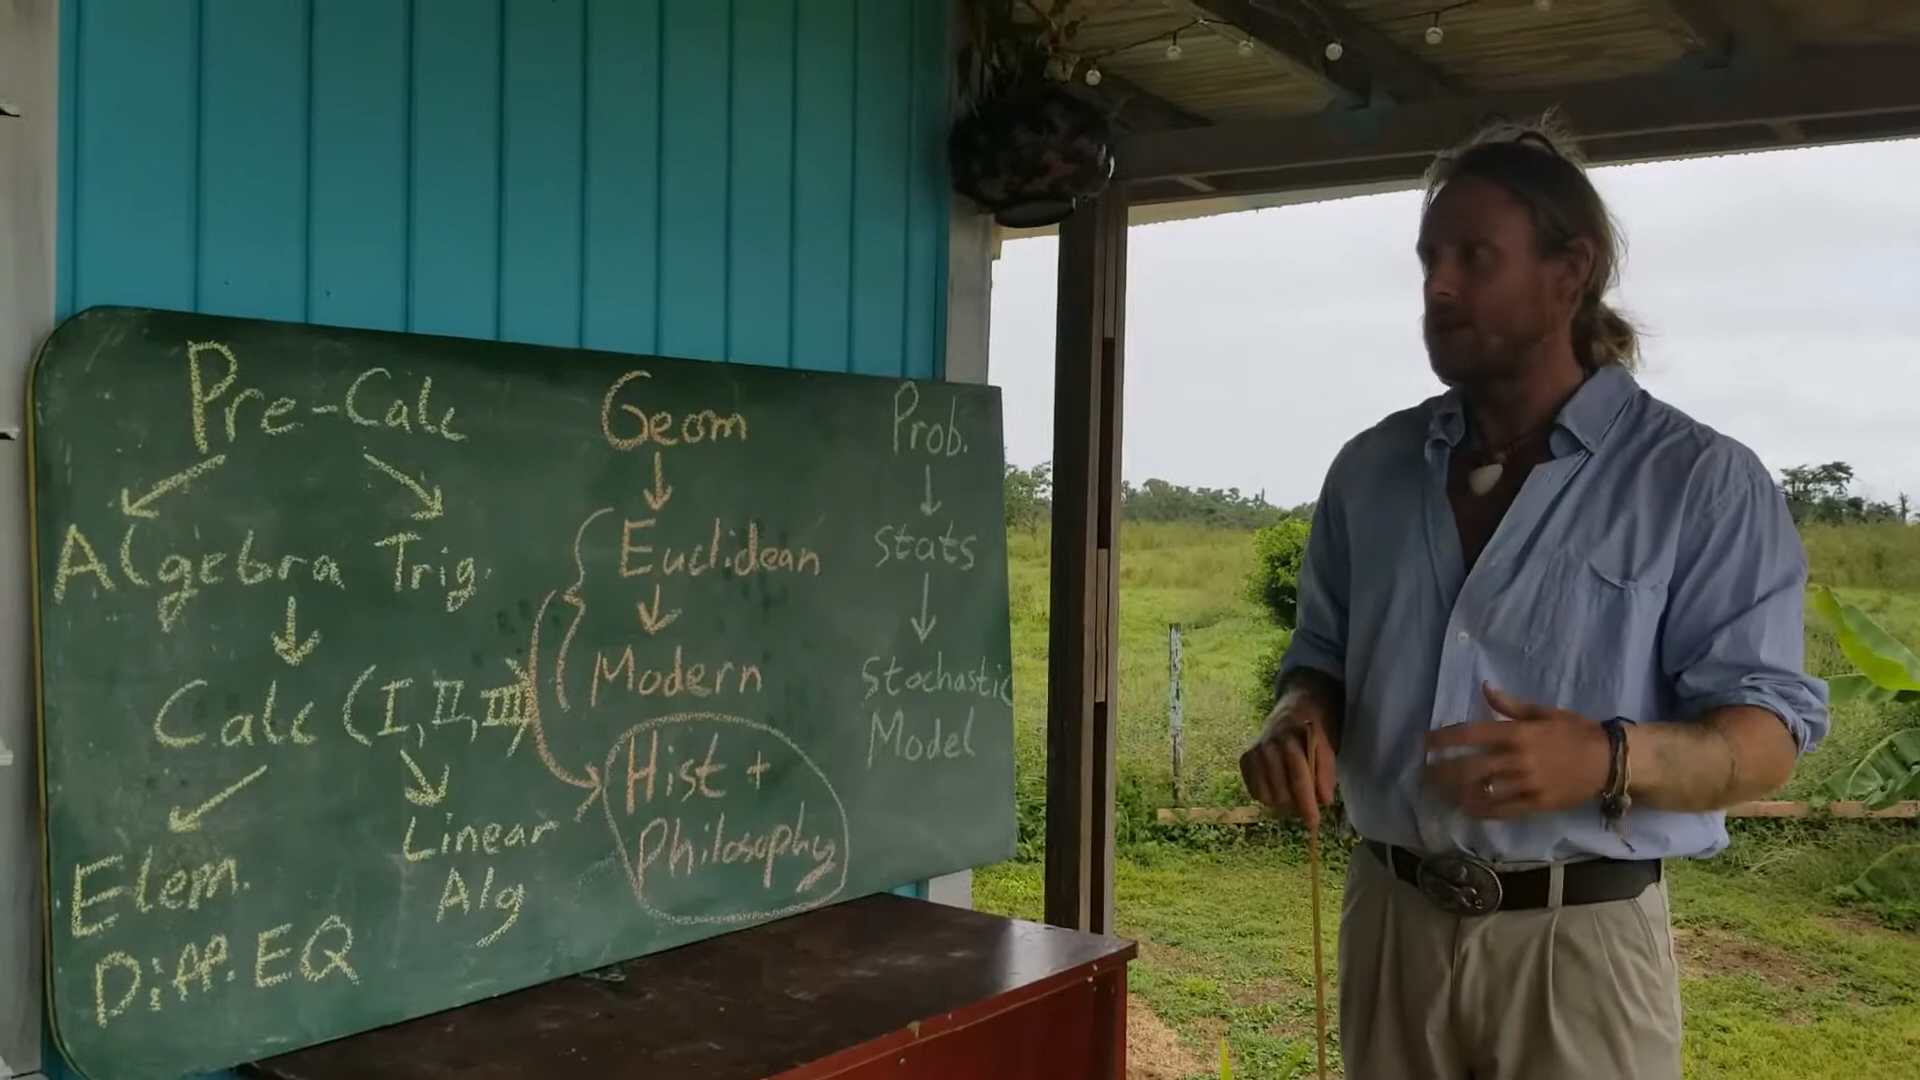 Pre-Calc
Algebra Trig.
Calc (I, II, III)
Elem.
Diff. EQ
Linear
Alg
Geom
Euclidean
Modern
Hist +
Philosophy
Prob.
Stats
Stochastic
Model